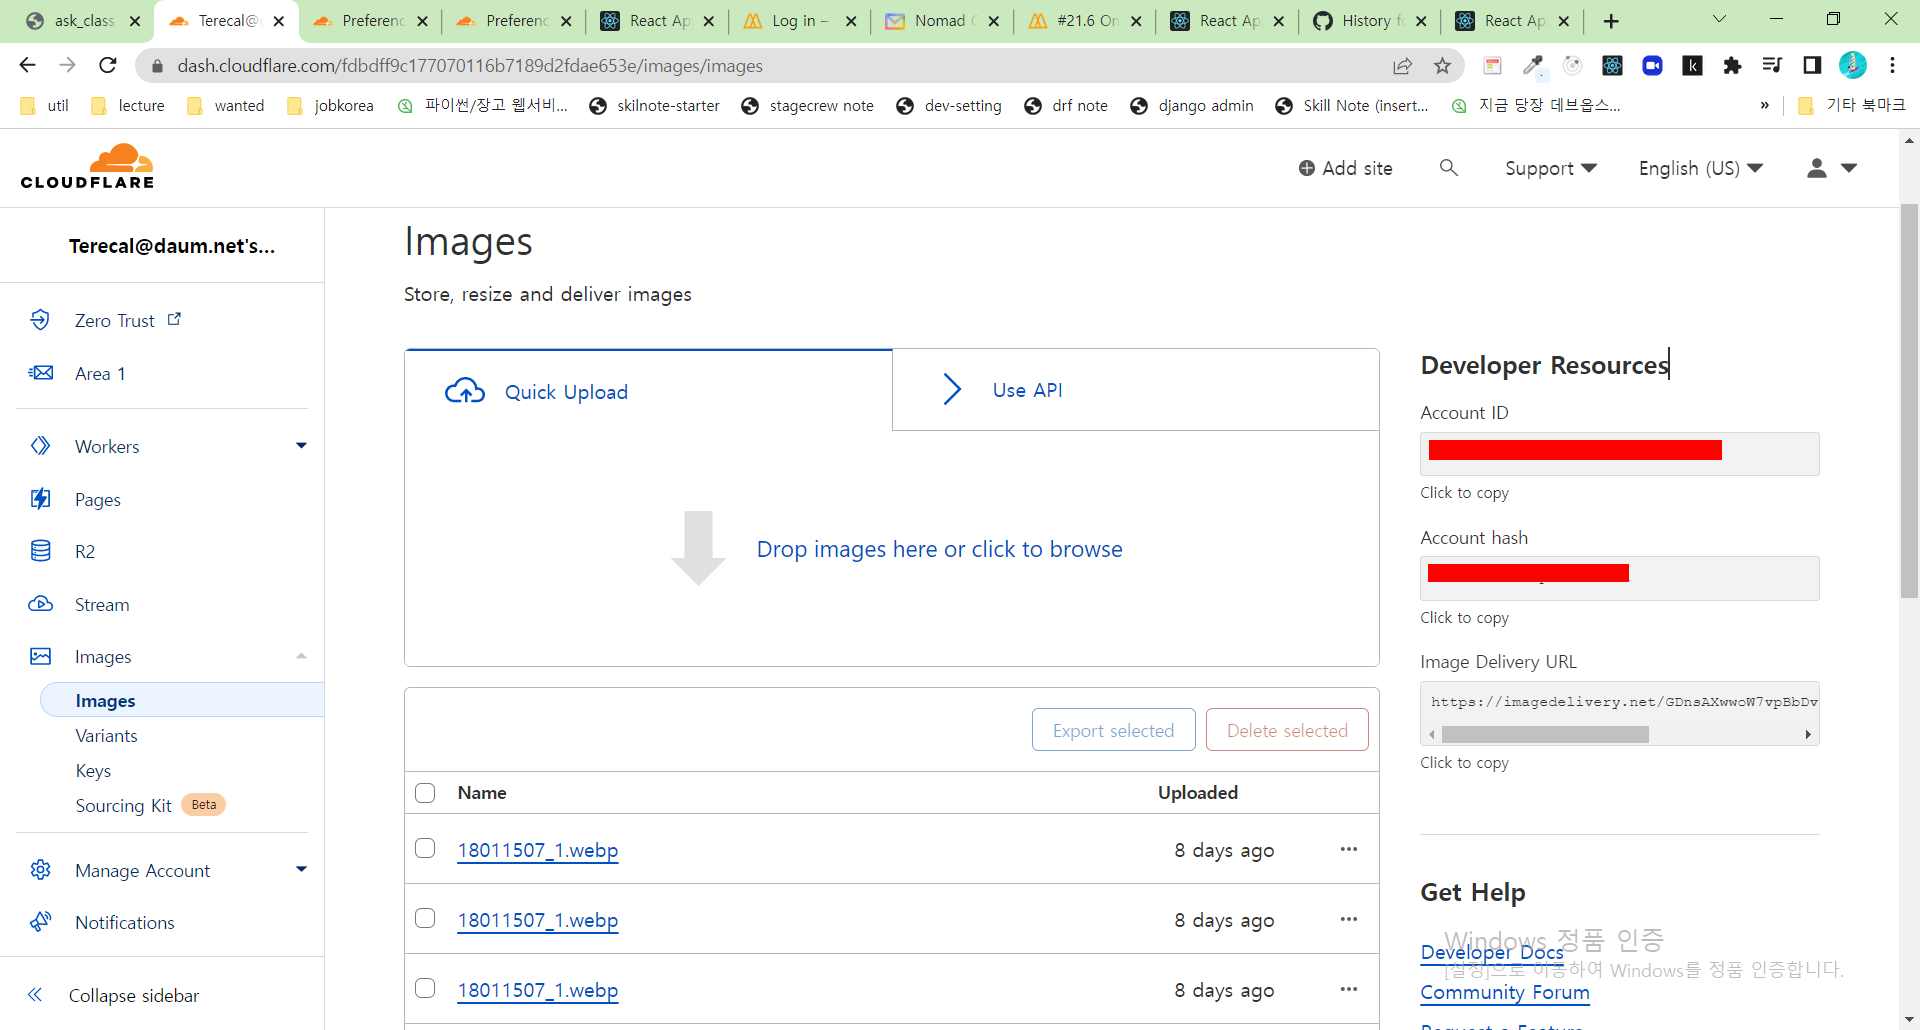 ask_class
Terecal@
Preferenc
Preferenc
React Ap
Log in –
Nomad
#21.6 On
React Ap
History fo
React Ap
dash.cloudflare.com/fdbdff9c177070116b7189d2fdae653e/images/images
util
lecture
wanted
jobkorea
파이썬/장고 웹서비...
skilnote-starter
stagecrew note
dev-setting
drf note
django admin
Skill Note (insert...
지금 당장 데브옵스...
»
기타 북마크
CLOUDFLARE
Add site
Support
English (US)
Terecal@daum.net's...
Zero Trust
Area 1
Workers
Pages
R2
Stream
Images
Images
Variants
Keys
Sourcing Kit Beta
Manage Account
Notifications
Collapse sidebar
Images
Store, resize and deliver images
Quick Upload
Use API
Drop images here or click to browse
Export selected
Delete selected
Name
Uploaded
18011507_1.webp
8 days ago
18011507_1.webp
8 days ago
18011507_1.webp
8 days ago
Developer Resources
Account ID
Click to copy
Account hash
Click to copy
Image Delivery URL
https://imagedelivery.net/GDnsAXwwoW7vpBbDv
Click to copy
Get Help
Windows 정품 인증
Developer Docs
[설정]으로 이동하여 Windows를 정품 인증합니다.
Community Forum
Request a Feature